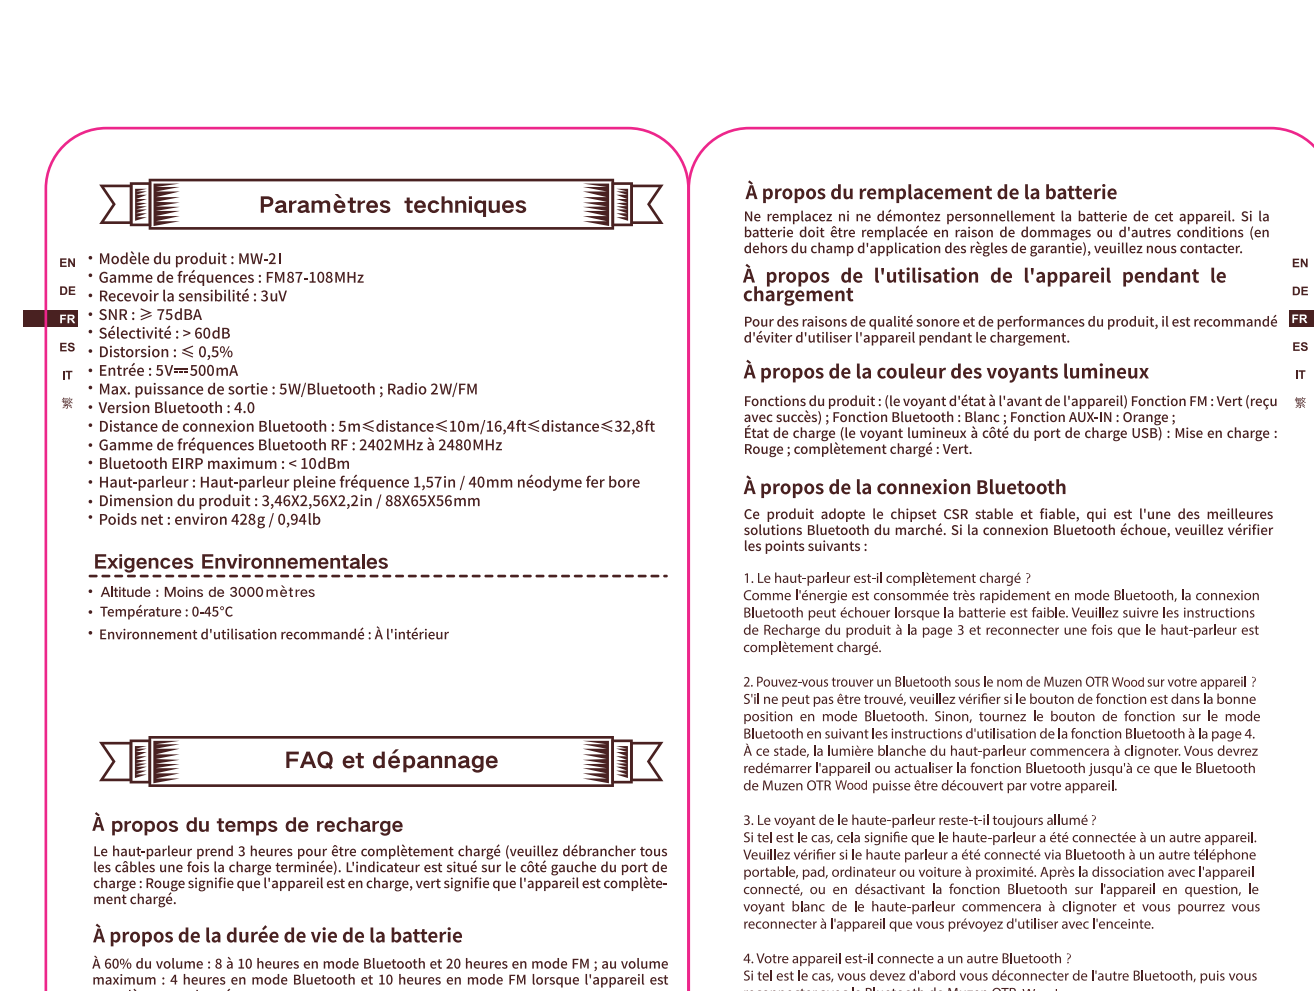 Paramètres techniques
EN
DE
FR
ES
IT
繁
• Modèle du produit : MW-2I
• Gamme de fréquences : FM87-108MHz
• Recevoir la sensibilité : 3uV
• SNR : ⩾ 75dBA
• Sélectivité : > 60dB
• Distorsion : ⩽ 0,5%
• Entrée : 5V⎓500mA
• Max. puissance de sortie : 5W/Bluetooth ; Radio 2W/FM
• Version Bluetooth : 4.0
• Distance de connexion Bluetooth : 5m⩽distance⩽10m/16,4ft⩽distance⩽32,8ft
• Gamme de fréquences Bluetooth RF : 2402MHz à 2480MHz
• Bluetooth EIRP maximum : < 10dBm
• Haut-parleur : Haut-parleur pleine fréquence 1,57in / 40mm néodyme fer bore
• Dimension du produit : 3,46X2,56X2,2in / 88X65X56mm
• Poids net : environ 428g / 0,94lb
Exigences Environnementales
• Altitude : Moins de 3000mètres
• Température : 0-45°C
• Environnement d'utilisation recommandé : À l'intérieur
FAQ et dépannage
À propos du temps de recharge
Le haut-parleur prend 3 heures pour être complètement chargé (veuillez débrancher tous
les câbles une fois la charge terminée). L'indicateur est situé sur le côté gauche du port de
charge : Rouge signifie que l'appareil est en charge, vert signifie que l'appareil est complète-
ment chargé.
À propos de la durée de vie de la batterie
À 60% du volume : 8 à 10 heures en mode Bluetooth et 20 heures en mode FM ; au volume
maximum : 4 heures en mode Bluetooth et 10 heures en mode FM lorsque l'appareil est
À propos du remplacement de la batterie
Ne remplacez ni ne démontez personnellement la batterie de cet appareil. Si la
batterie doit être remplacée en raison de dommages ou d'autres conditions (en
dehors du champ d'application des règles de garantie), veuillez nous contacter.
À propos de l'utilisation de l'appareil pendant le
chargement
Pour des raisons de qualité sonore et de performances du produit, il est recommandé
d'éviter d'utiliser l'appareil pendant le chargement.
À propos de la couleur des voyants lumineux
Fonctions du produit : (le voyant d'état à l'avant de l'appareil) Fonction FM : Vert (reçu
avec succès) ; Fonction Bluetooth : Blanc ; Fonction AUX-IN : Orange ;
État de charge (le voyant lumineux à côté du port de charge USB) : Mise en charge :
Rouge ; complètement chargé : Vert.
À propos de la connexion Bluetooth
Ce produit adopte le chipset CSR stable et fiable, qui est l'une des meilleures
solutions Bluetooth du marché. Si la connexion Bluetooth échoue, veuillez vérifier
les points suivants :
1. Le haut-parleur est-il complètement chargé ?
Comme l'énergie est consommée très rapidement en mode Bluetooth, la connexion
Bluetooth peut échouer lorsque la batterie est faible. Veuillez suivre les instructions
de Recharge du produit à la page 3 et reconnecter une fois que le haut-parleur est
complètement chargé.
2. Pouvez-vous trouver un Bluetooth sous le nom de Muzen OTR Wood sur votre appareil ?
S'il ne peut pas être trouvé, veuillez vérifier si le bouton de fonction est dans la bonne
position en mode Bluetooth. Sinon, tournez le bouton de fonction sur le mode
Bluetooth en suivant les instructions d'utilisation de la fonction Bluetooth à la page 4.
À ce stade, la lumière blanche du haut-parleur commencera à clignoter. Vous devrez
redémarrer l'appareil ou actualiser la fonction Bluetooth jusqu'à ce que le Bluetooth
de Muzen OTR Wood puisse être découvert par votre appareil.
3. Le voyant de le haute-parleur reste-t-il toujours allumé ?
Si tel est le cas, cela signifie que le haute-parleur a été connectée à un autre appareil.
Veuillez vérifier si le haute parleur a été connecté via Bluetooth à un autre téléphone
portable, pad, ordinateur ou voiture à proximité. Après la dissociation avec l'appareil
connecté, ou en désactivant la fonction Bluetooth sur l'appareil en question, le
voyant blanc de le haute-parleur commencera à clignoter et vous pourrez vous
reconnecter à l'appareil que vous prévoyez d'utiliser avec l'enceinte.
4. Votre appareil est-il connecte a un autre Bluetooth ?
Si tel est le cas, vous devez d'abord vous déconnecter de l'autre Bluetooth, puis vous
EN
DE
FR
ES
IT
繁